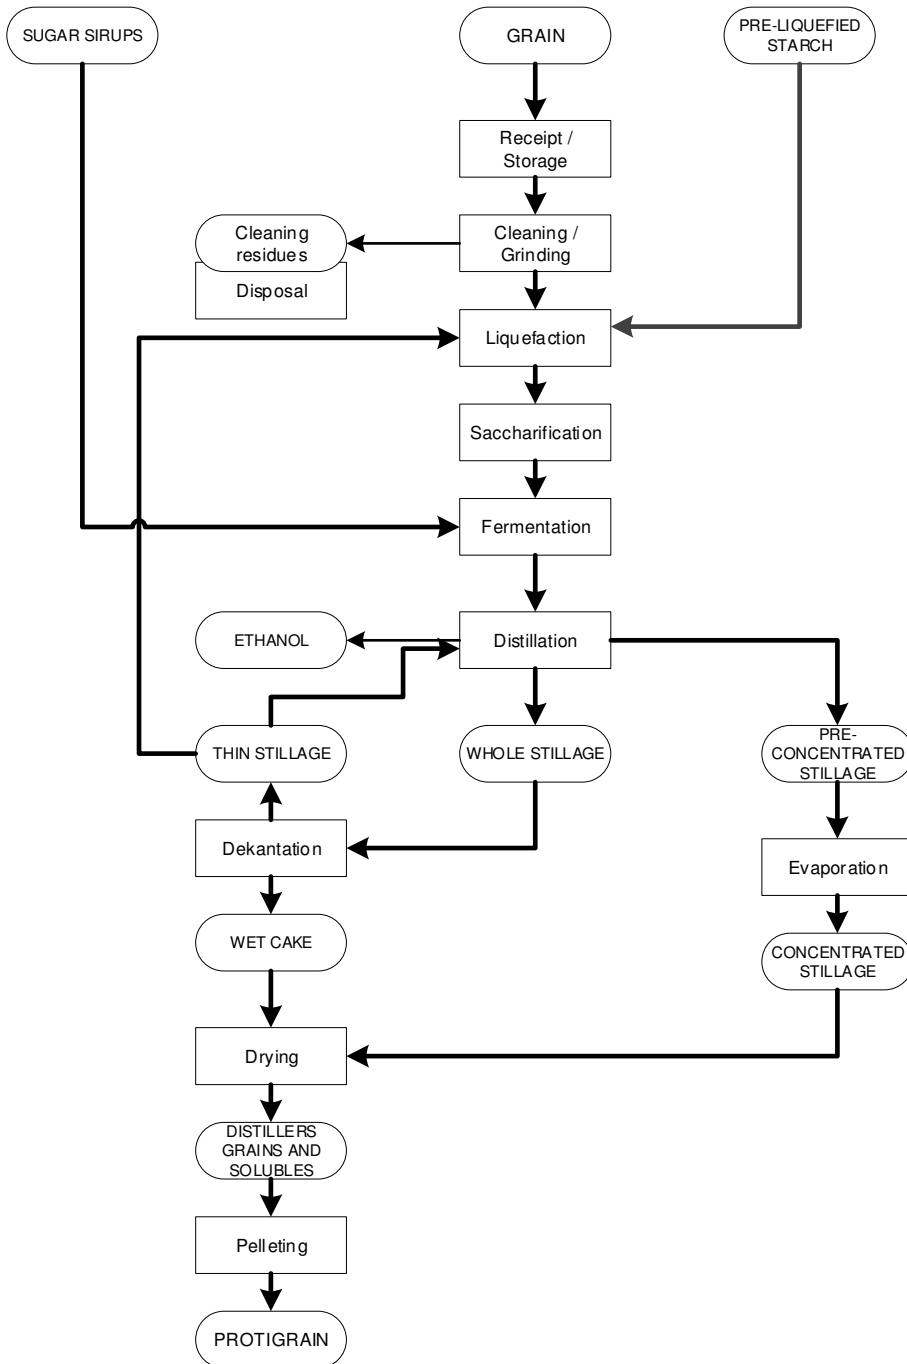 SUGAR SIRUPS
GRAIN
PRE-LIQUEFIED
STARCH
Receipt /
Storage
Cleaning
residues
Cleaning /
Grinding
Disposal
Liquefaction
Saccharification
Fermentation
ETHANOL
Distillation
THIN STILLAGE
WHOLE STILLAGE
PRE-
CONCENTRATED
STILLAGE
Dekantation
Evaporation
WET CAKE
CONCENTRATED
STILLAGE
Drying
DISTILLERS
GRAINS AND
SOLUBLES
Pelleting
PROTIGRAIN